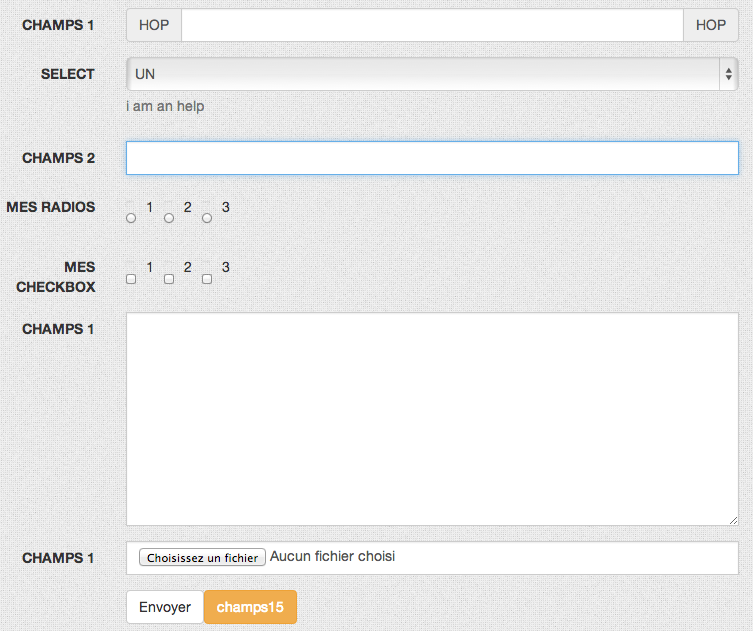 CHAMPS 1 HOP HOP
SELECT UN
i am an help
CHAMPS 2
MES RADIOS 1 2 3
MES CHECKBOX 1 2 3
CHAMPS 1
CHAMPS 1 Choisissez un fichier Aucun fichier choisi
Envoyer champs15